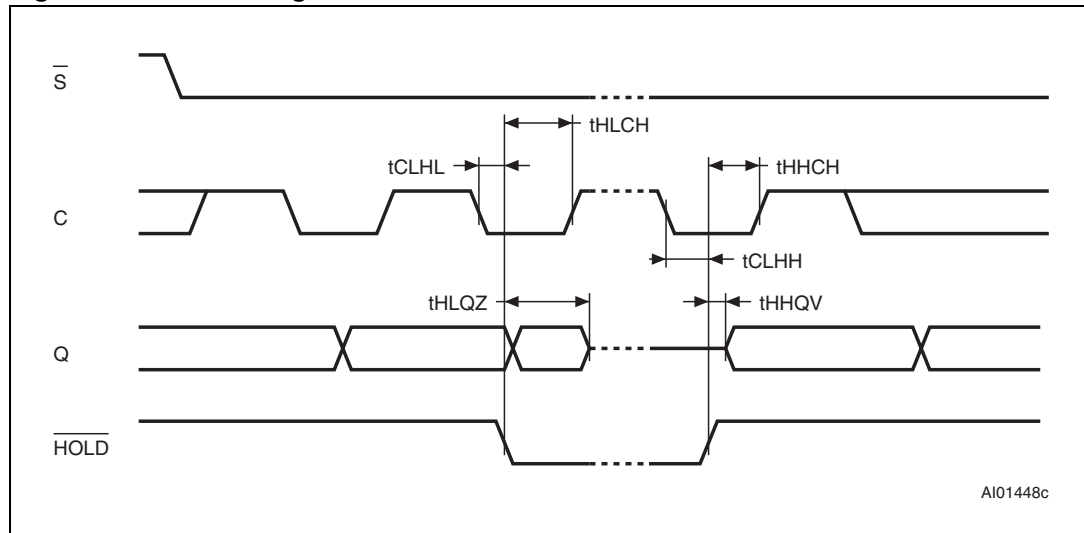 S
tHLCH
tCLHL
tHHCH
C
tCLHH
tHLQZ
tHHQV
Q
HOLD
AI01448c